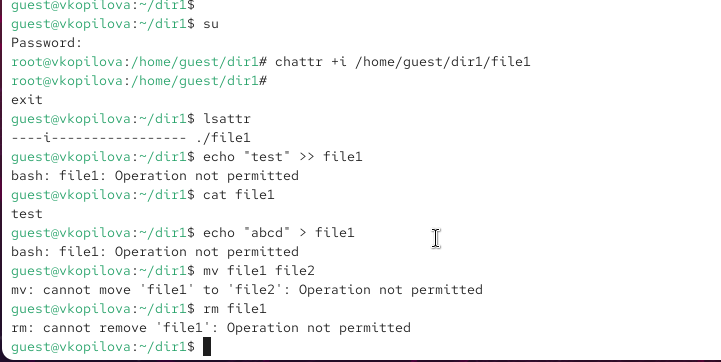 guest@vkopilova:~/dir1$
guest@vkopilova:~/dir1$ su
Password:
root@vkopilova:/home/guest/dir1# chattr +i /home/guest/dir1/file1
root@vkopilova:/home/guest/dir1#
exit
guest@vkopilova:~/dir1$ lsattr
----i----------------- ./file1
guest@vkopilova:~/dir1$ echo "test" >> file1
bash: file1: Operation not permitted
guest@vkopilova:~/dir1$ cat file1
test
guest@vkopilova:~/dir1$ echo "abcd" > file1
bash: file1: Operation not permitted
guest@vkopilova:~/dir1$ mv file1 file2
mv: cannot move 'file1' to 'file2': Operation not permitted
guest@vkopilova:~/dir1$ rm file1
rm: cannot remove 'file1': Operation not permitted
guest@vkopilova:~/dir1$